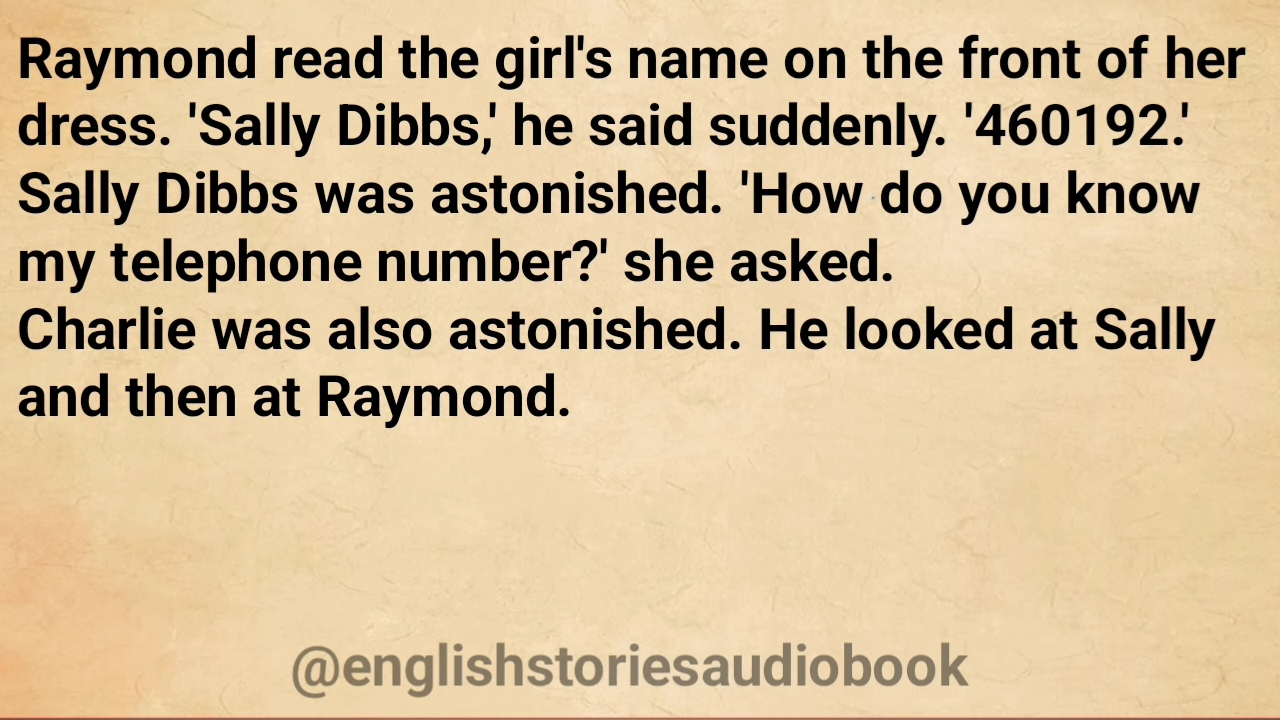 Raymond read the girl's name on the front of her
dress. 'Sally Dibbs,' he said suddenly. '460192.'
Sally Dibbs was astonished. 'How do you know
my telephone number?' she asked.
Charlie was also astonished. He looked at Sally
and then at Raymond.
@englishstoriesaudiobook